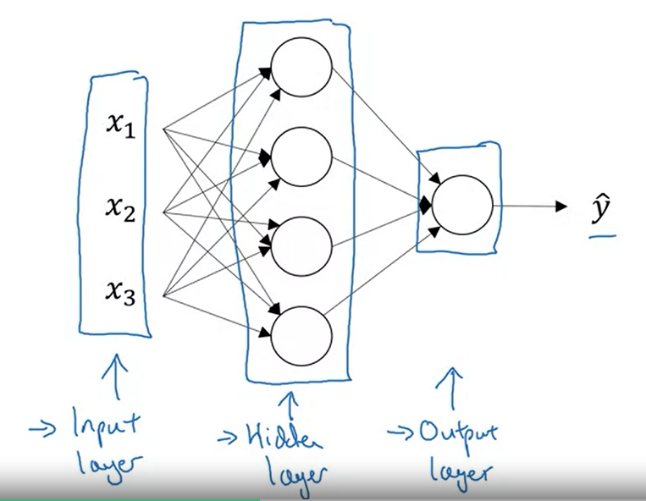 x₁
x₂
x₃
ŷ
→ Input
layer
→ Hidden
layer
→ Output
layer